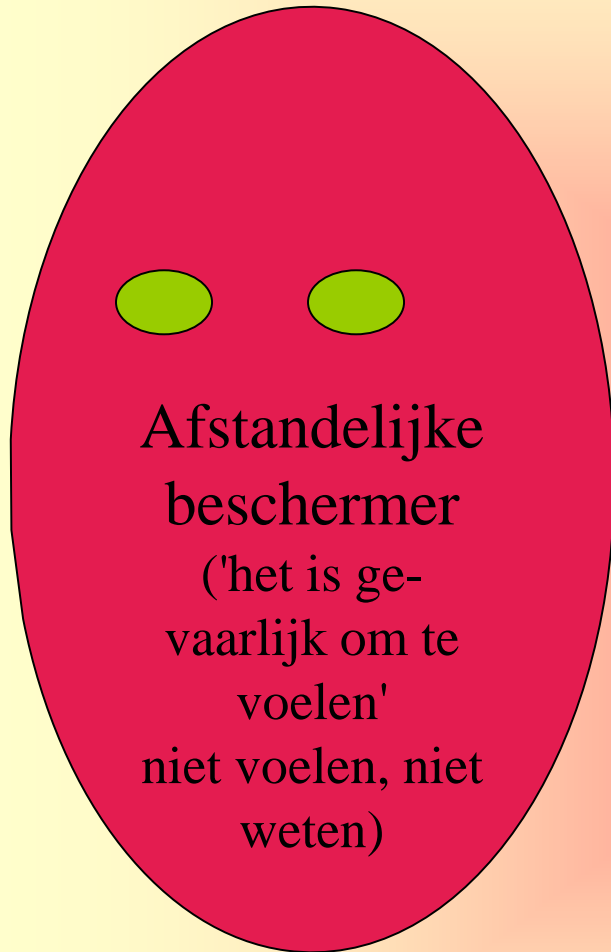 Afstandelijke
beschermer
('het is ge-
vaarlijk om te
voelen'
niet voelen, niet
weten)